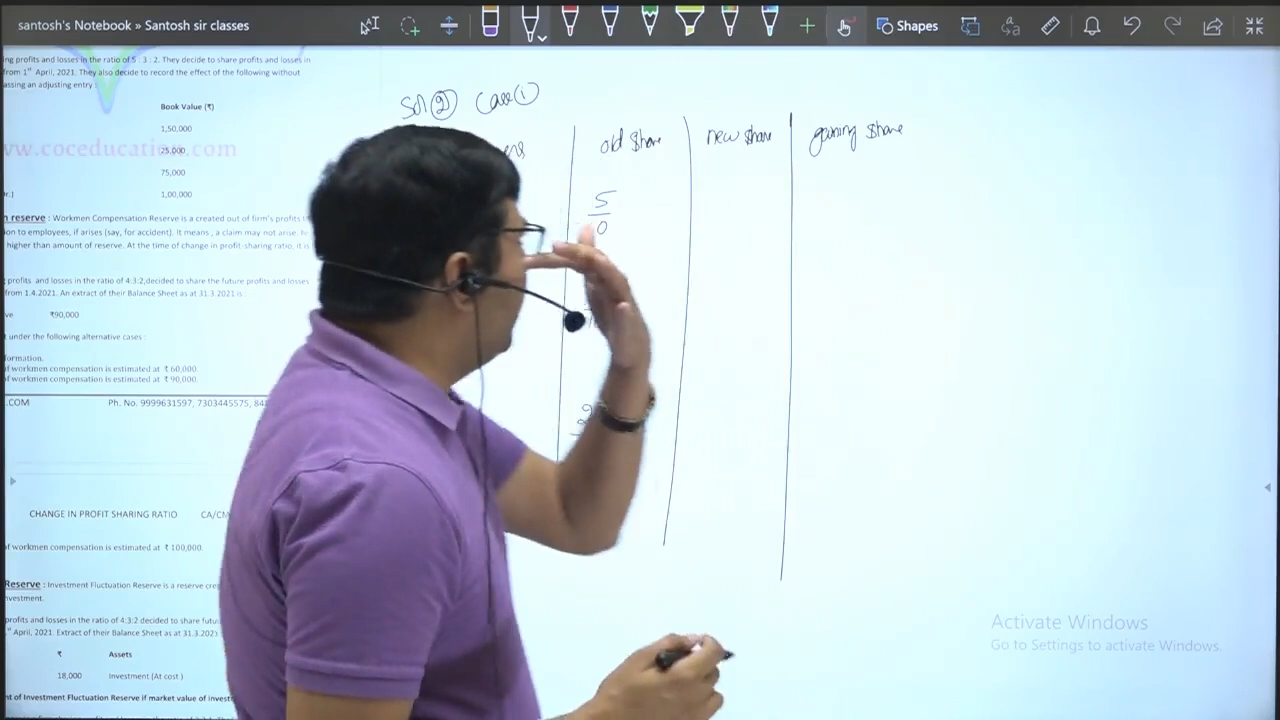 santosh's Notebook » Santosh sir classes
Shapes
ing profits and losses in the ratio of 5 : 3 : 2. They decide to share profits and losses in
from 1st April, 2021. They also decide to record the effect of the following without
assing an adjusting entry :
Book Value (₹)
1,50,000
25,000
75,000
1,00,000
ww.coceducation.com
n reserve : Workmen Compensation Reserve is a created out of firm's profits t
ion to employees, if arises (say, for accident). It means , a claim may not arise.
higher than amount of reserve. At the time of change in profit-sharing ratio, it is
profits and losses in the ratio of 4:3:2,decided to share the future profits and losses
from 1.4.2021. An extract of their Balance Sheet as at 31.3.2021 is :
ve ₹90,000
t under the following alternative cases :
formation.
of workmen compensation is estimated at ₹ 60,000.
of workmen compensation is estimated at ₹ 90,000.
.COM Ph. No. 9999631597, 7303445575, 84
CHANGE IN PROFIT SHARING RATIO CA/CM
of workmen compensation is estimated at ₹ 100,000.
Reserve : Investment Fluctuation Reserve is a reserve cre
nvestment.
profits and losses in the ratio of 4:3:2 decided to share futu
st April, 2021. Extract of their Balance Sheet as at 31.3.202
₹ Assets
18,000 Investment (At cost )
nt of Investment Fluctuation Reserve if market value of invest
Sol 2 Case 1
ners old share new share gaining share
5
0
Activate Windows
Go to Settings to activate Windows.